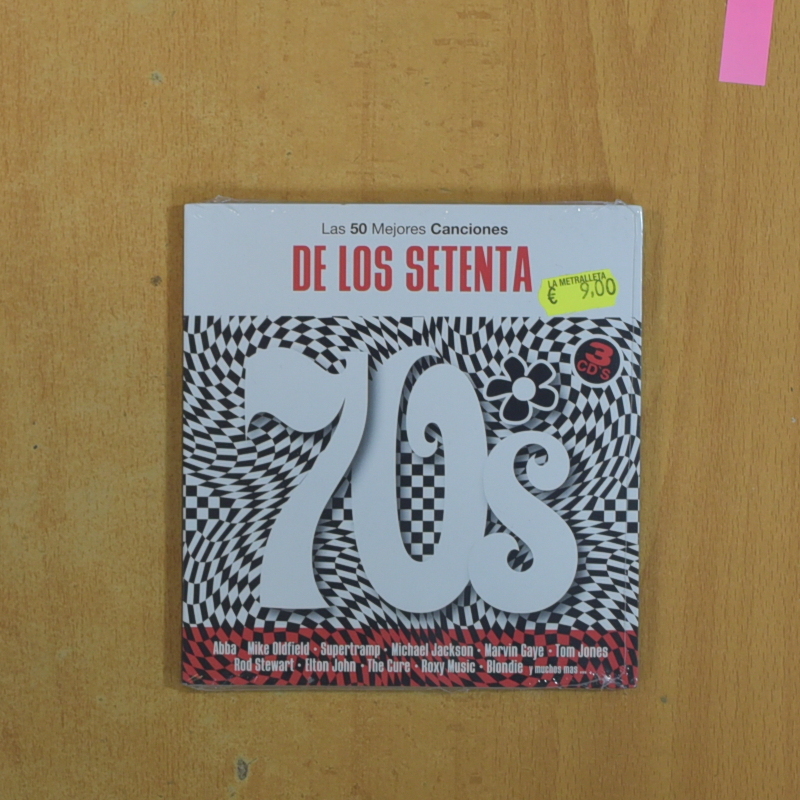 Las 50 Mejores Canciones
DE LOS SETENTA
LA METRALLETA
€ 9,00
3
CD'S
70s
Abba Mike Oldfield · Supertramp · Michael Jackson · Marvin Gaye · Tom Jones
Rod Stewart · Elton John · The Cure · Roxy Music · Blondie y muchos mas ...